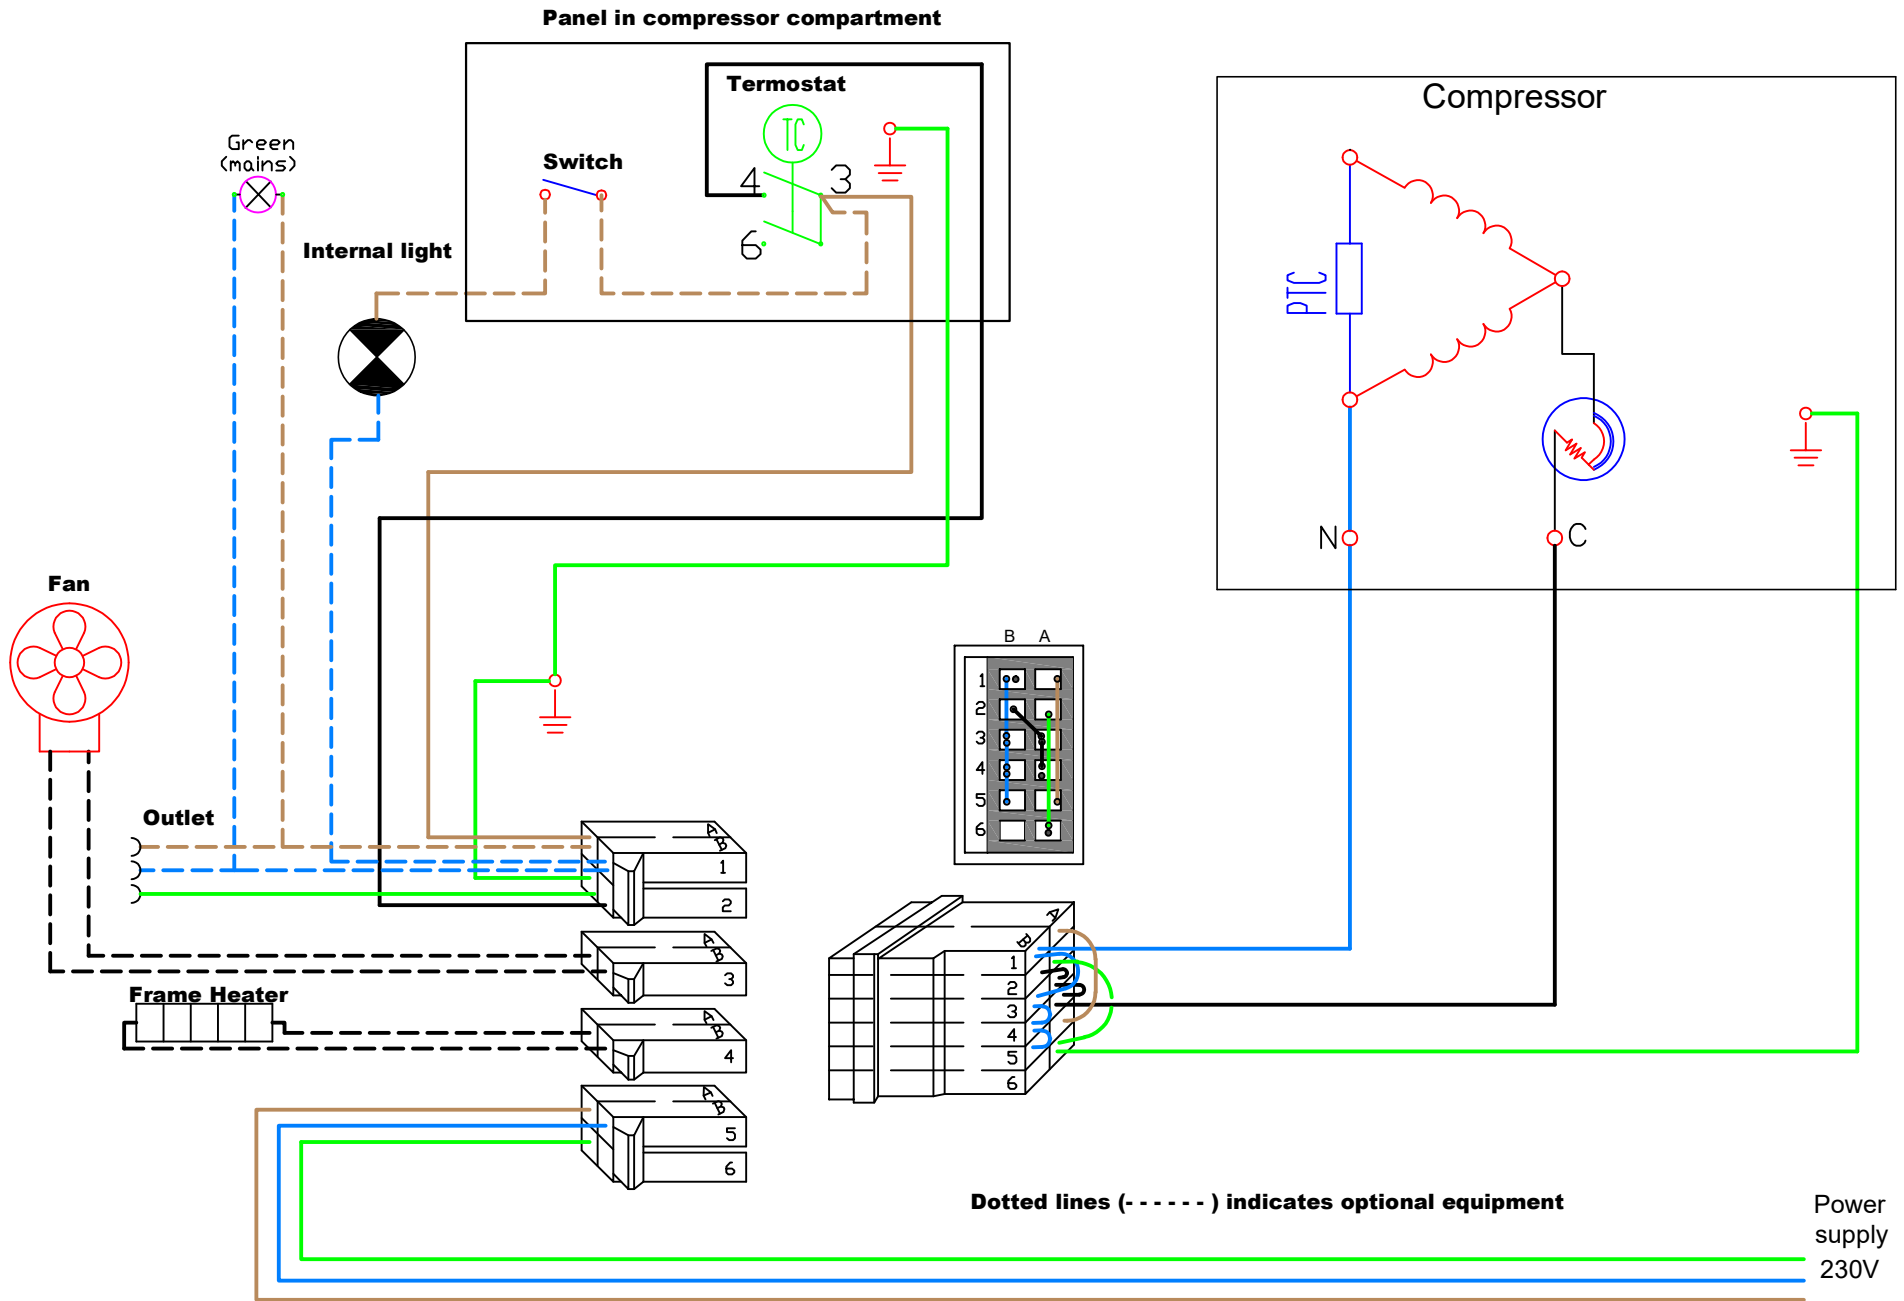 Panel in compressor compartment
Termostat
TC
Compressor
Green
(mains)
Switch
4
3
Internal light
6
PTC
N
C
Fan
B A
1
2
3
4
5
6
Outlet
A
B
1
2
A
B
3
Frame Heater
A
B
4
A
B
5
6
A
B
1
2
3
4
5
6
Dotted lines (- - - - - - ) indicates optional equipment
Power
supply
230V